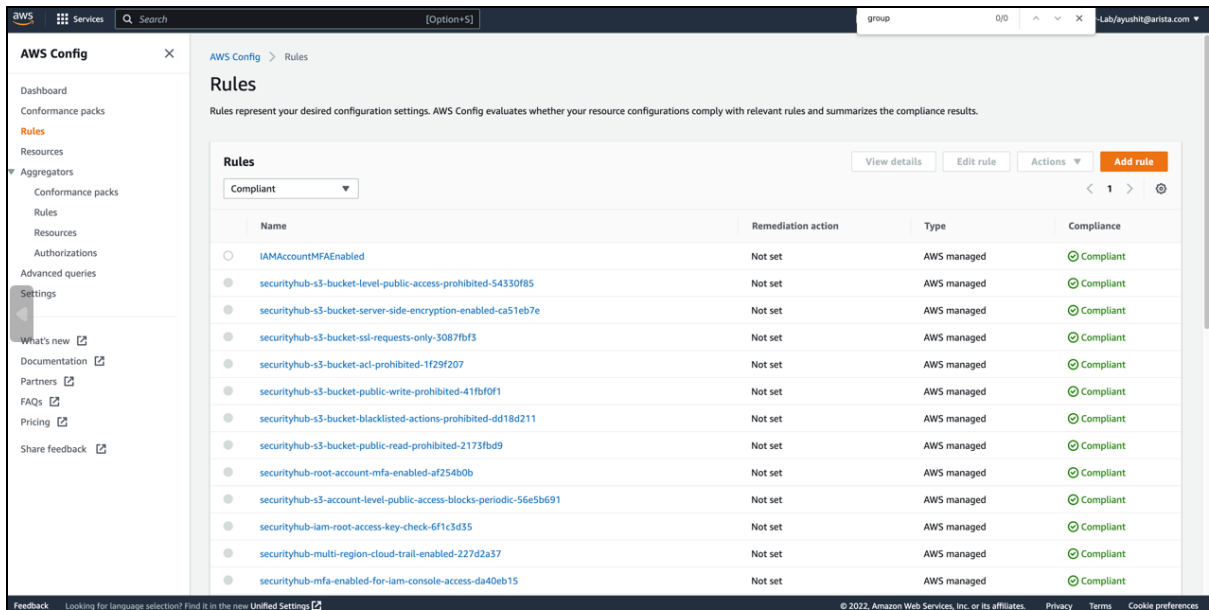 aws Services Search [Option+S] group 0/0 -Lab/ayushit@arista.com
AWS Config
Dashboard
Conformance packs
Rules
Resources
Aggregators
Conformance packs
Rules
Resources
Authorizations
Advanced queries
Settings
What's new
Documentation
Partners
FAQs
Pricing
Share feedback
AWS Config > Rules
Rules
Rules represent your desired configuration settings. AWS Config evaluates whether your resource configurations comply with relevant rules and summarizes the compliance results.
Rules View details Edit rule Actions Add rule
Compliant 1
Name Remediation action Type Compliance
IAMAccountMFAEnabled Not set AWS managed Compliant
securityhub-s3-bucket-level-public-access-prohibited-54330f85 Not set AWS managed Compliant
securityhub-s3-bucket-server-side-encryption-enabled-ca51eb7e Not set AWS managed Compliant
securityhub-s3-bucket-ssl-requests-only-3087fbf3 Not set AWS managed Compliant
securityhub-s3-bucket-acl-prohibited-1f29f207 Not set AWS managed Compliant
securityhub-s3-bucket-public-write-prohibited-41fbf0f1 Not set AWS managed Compliant
securityhub-s3-bucket-blacklisted-actions-prohibited-dd18d211 Not set AWS managed Compliant
securityhub-s3-bucket-public-read-prohibited-2173fbd9 Not set AWS managed Compliant
securityhub-root-account-mfa-enabled-af254b0b Not set AWS managed Compliant
securityhub-s3-account-level-public-access-blocks-periodic-56e5b691 Not set AWS managed Compliant
securityhub-iam-root-access-key-check-6f1c3d35 Not set AWS managed Compliant
securityhub-multi-region-cloud-trail-enabled-227d2a37 Not set AWS managed Compliant
securityhub-mfa-enabled-for-iam-console-access-da40eb15 Not set AWS managed Compliant
Feedback Looking for language selection? Find it in the new Unified Settings © 2022, Amazon Web Services, Inc. or its affiliates. Privacy Terms Cookie preferences